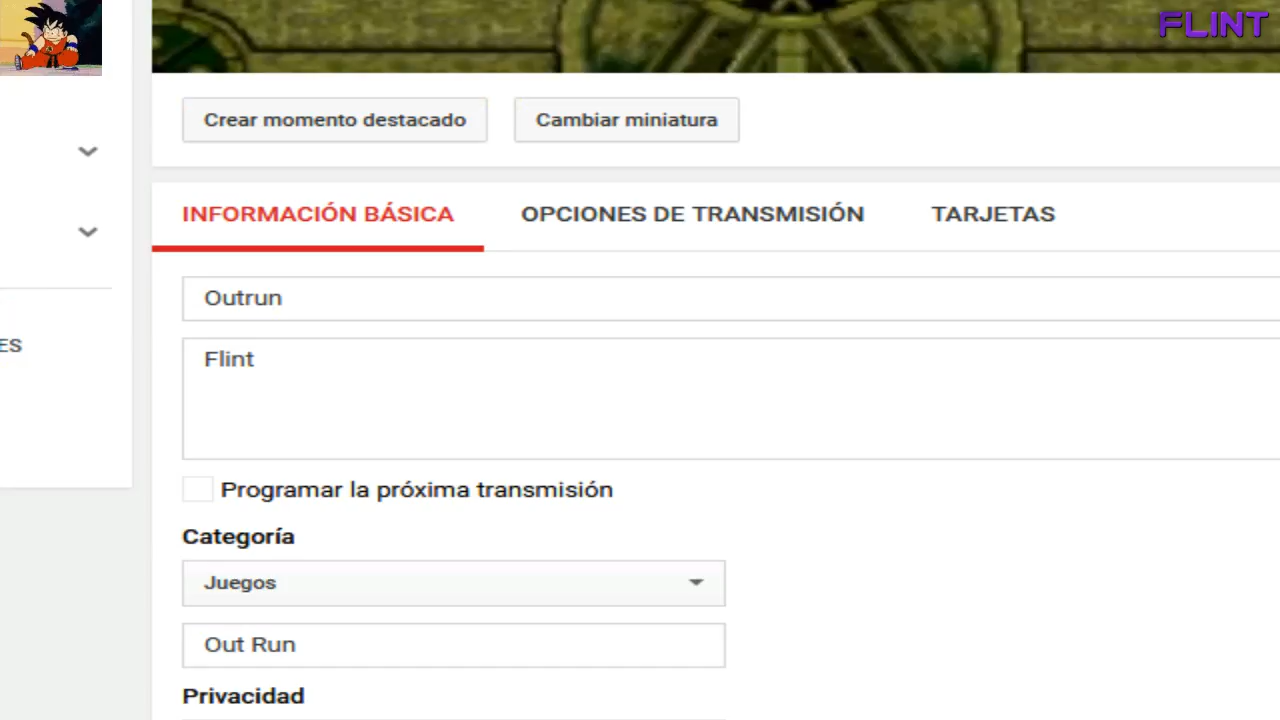 FLINT
Crear momento destacado
Cambiar miniatura
INFORMACIÓN BÁSICA
OPCIONES DE TRANSMISIÓN
TARJETAS
Outrun
ES
Flint
Programar la próxima transmisión
Categoría
Juegos
Out Run
Privacidad